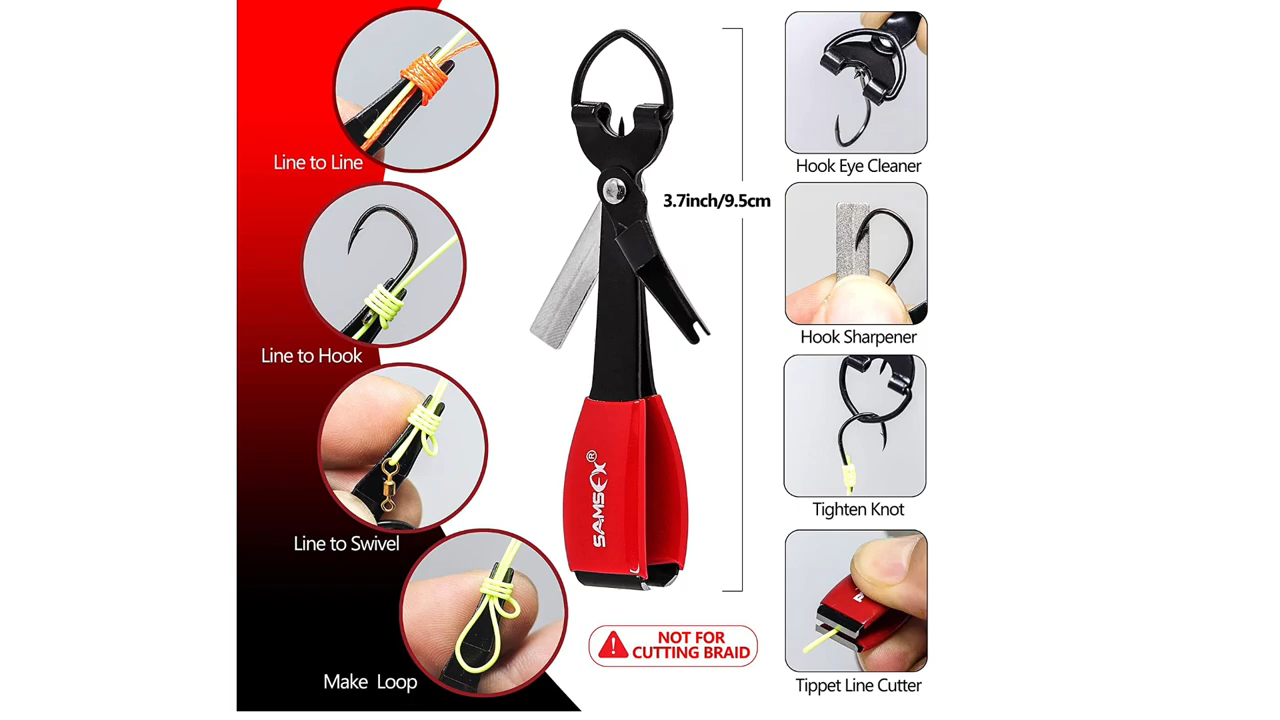 Line to Line
Line to Hook
Line to Swivel
Make Loop
3.7inch/9.5cm
SAMSFX®
NOT FOR
CUTTING BRAID
Hook Eye Cleaner
Hook Sharpener
Tighten Knot
Tippet Line Cutter